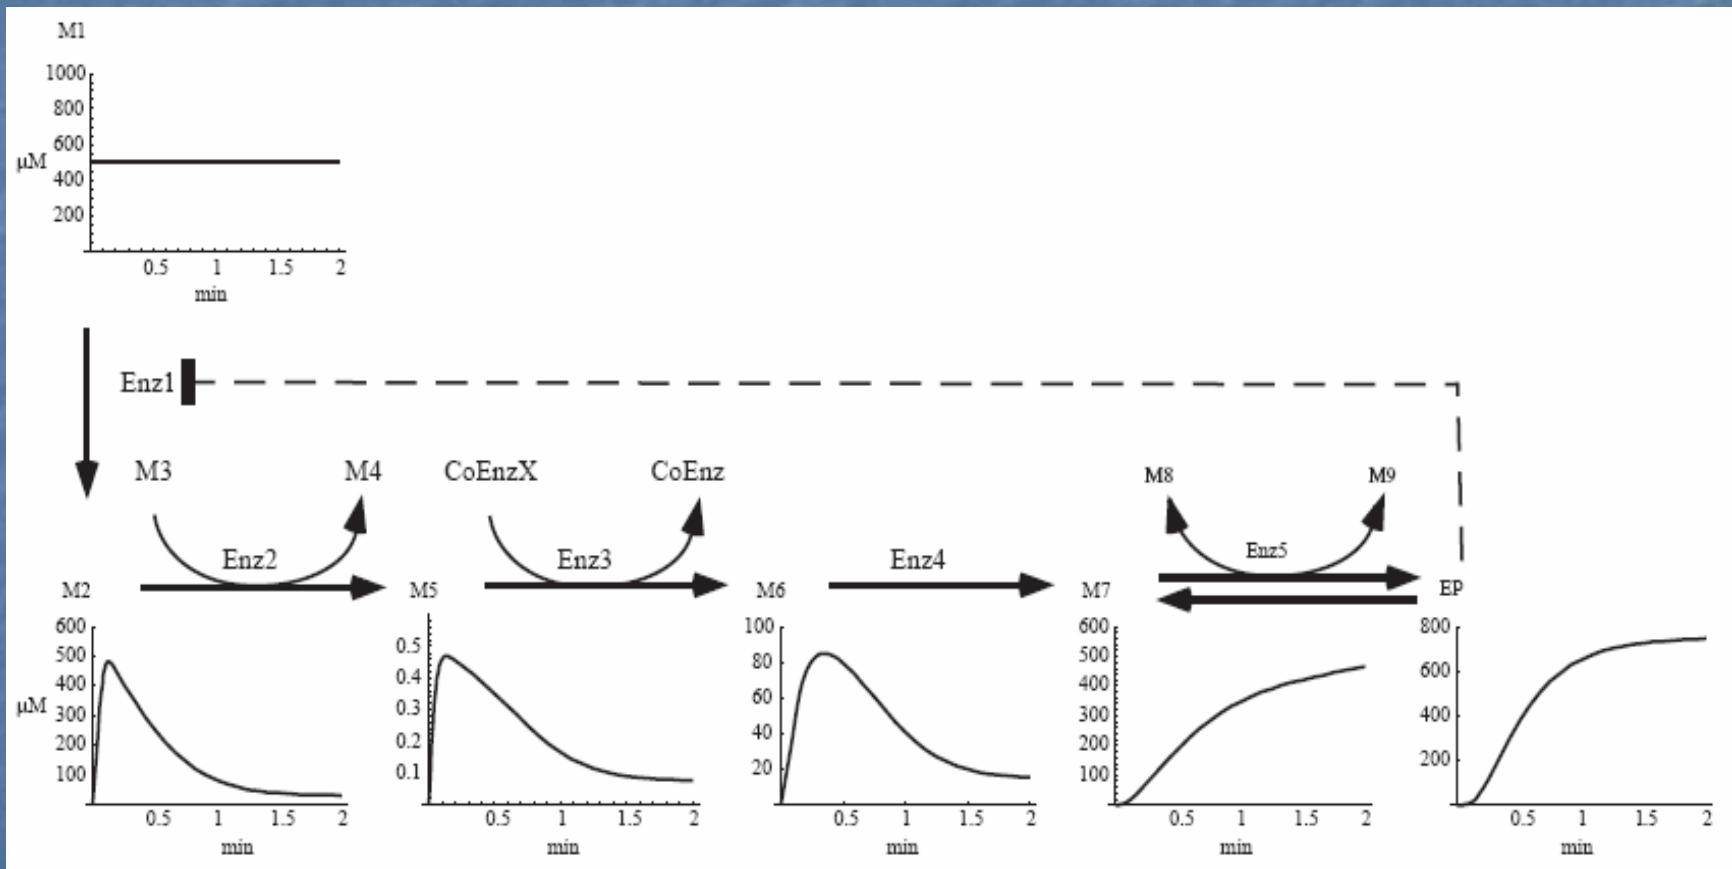 M1
1000
800
600
μM
400
200
0.5 1 1.5 2
min
Enz1
M3 M4 CoEnzX CoEnz M8 M9
Enz2 Enz3 Enz4 Enz5
M2 M5 M6 M7 EP
600
500
400
μM
300
200
100
0.5 1 1.5 2
min
0.5
0.4
0.3
0.2
0.1
0.5 1 1.5 2
min
100
80
60
40
20
0.5 1 1.5 2
min
600
500
400
300
200
100
0.5 1 1.5 2
min
800
600
400
200
0.5 1 1.5 2
min